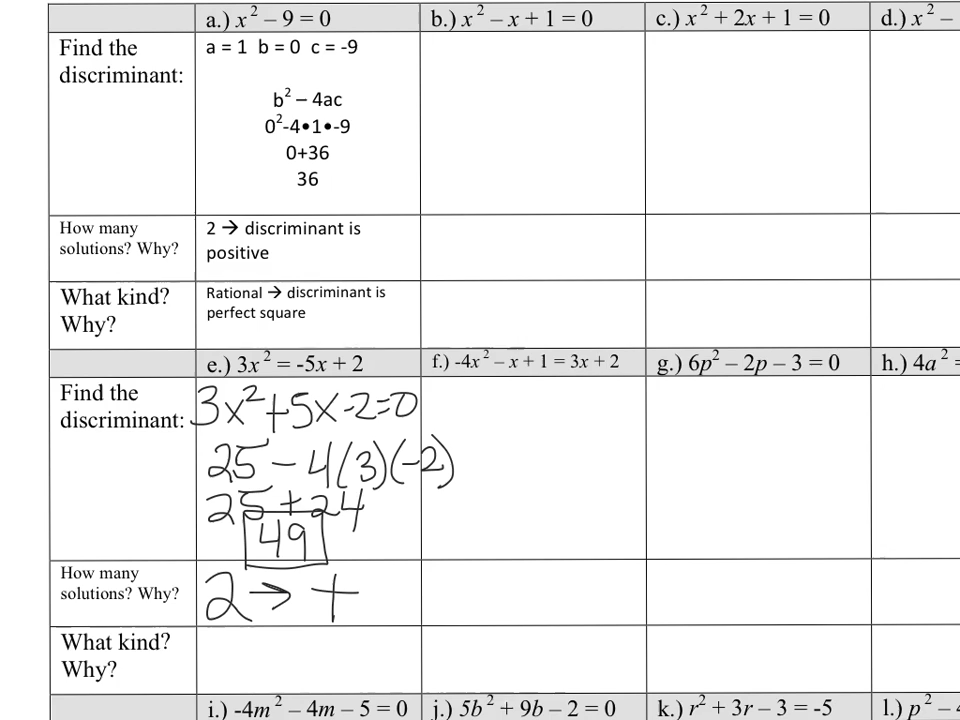 a.) x² – 9 = 0
b.) x² – x + 1 = 0
c.) x² + 2x + 1 = 0
d.) x² –
Find the
discriminant:
a = 1 b = 0 c = -9
b² – 4ac
0²-4•1•-9
0+36
36
How many
solutions? Why?
2 → discriminant is
positive
What kind?
Why?
Rational → discriminant is
perfect square
e.) 3x² = -5x + 2
f.) -4x² – x + 1 = 3x + 2
g.) 6p² – 2p – 3 = 0
h.) 4a² =
Find the
discriminant:
3x²+5x-2=0
25 – 4(3)(-2)
25 + 24
49
How many
solutions? Why?
2 → +
What kind?
Why?
i.) -4m² – 4m – 5 = 0
j.) 5b² + 9b – 2 = 0
k.) r² + 3r – 3 = -5
l.) p² –